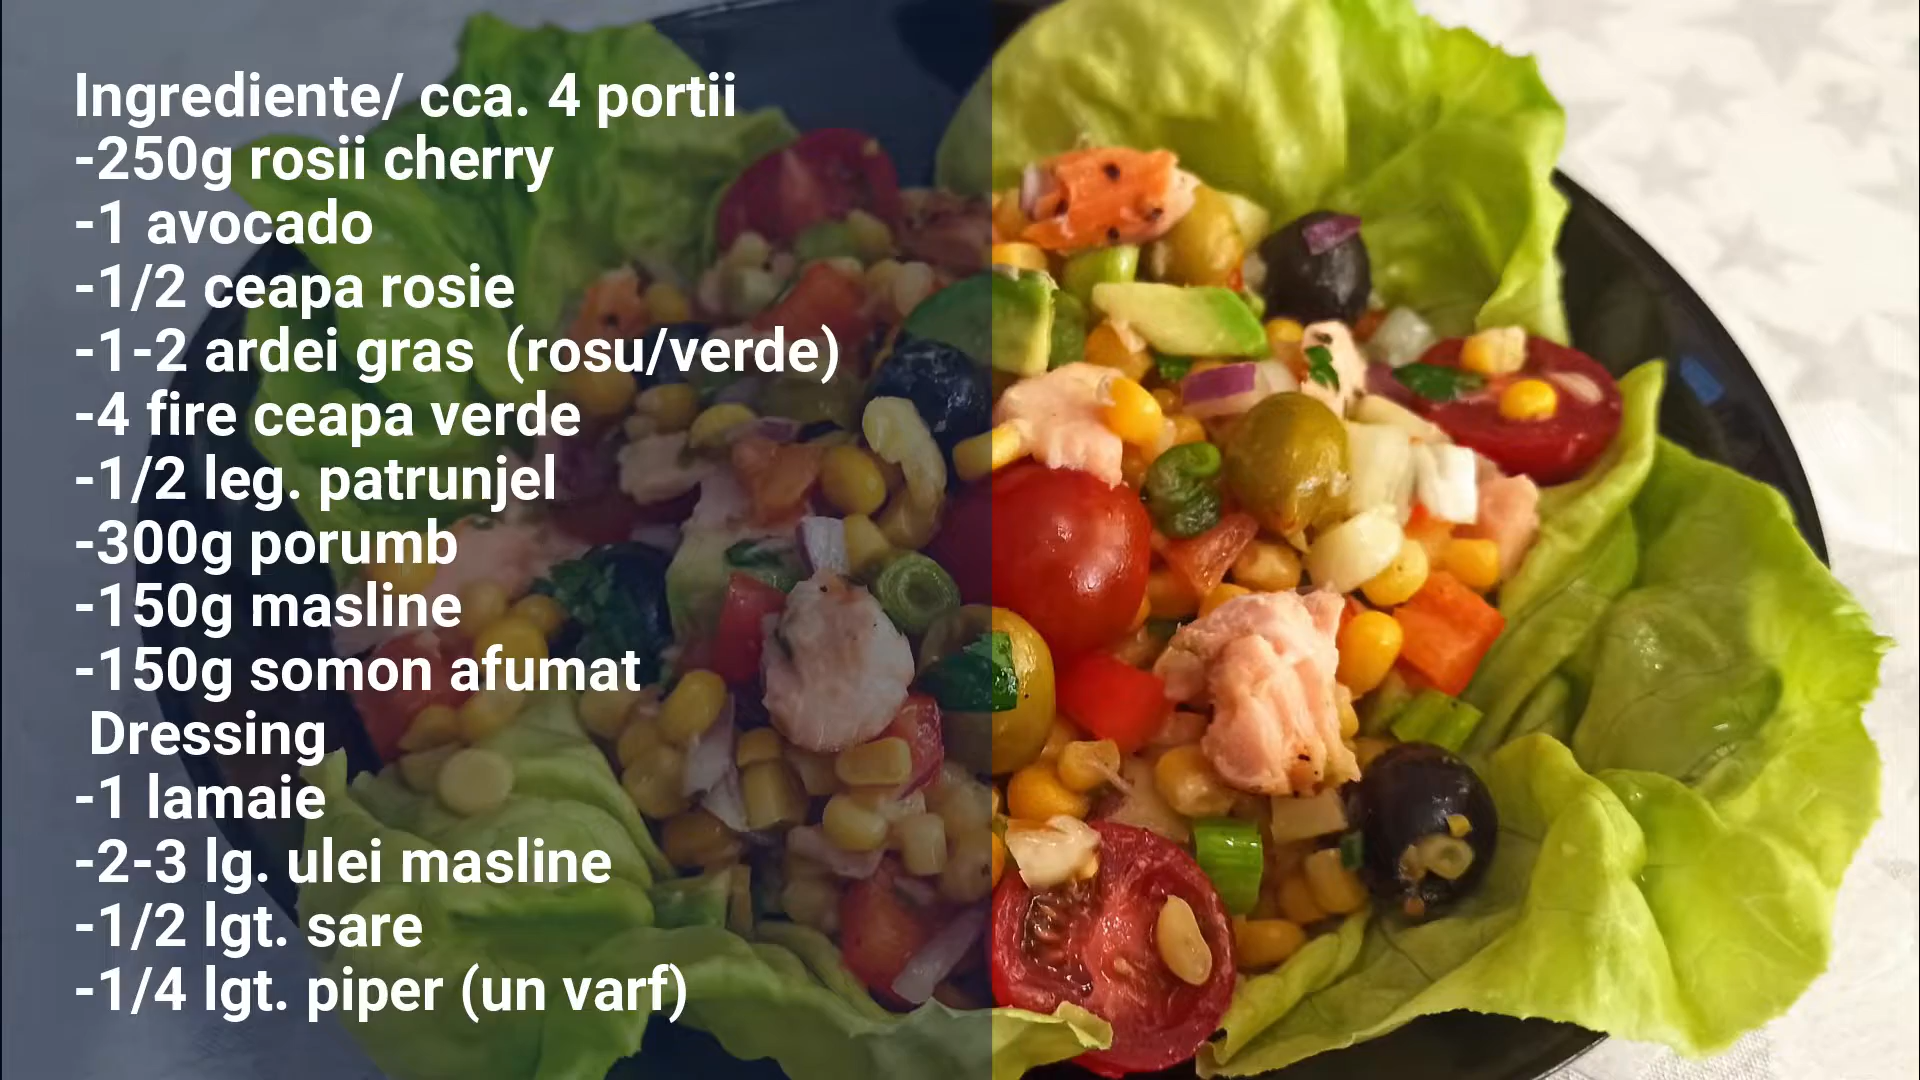 Ingrediente/ cca. 4 portii
-250g rosii cherry
-1 avocado
-1/2 ceapa rosie
-1-2 ardei gras  (rosu/verde)
-4 fire ceapa verde
-1/2 leg. patrunjel
-300g porumb
-150g masline
-150g somon afumat
Dressing
-1 lamaie
-2-3 lg. ulei masline
-1/2 lgt. sare
-1/4 lgt. piper (un varf)